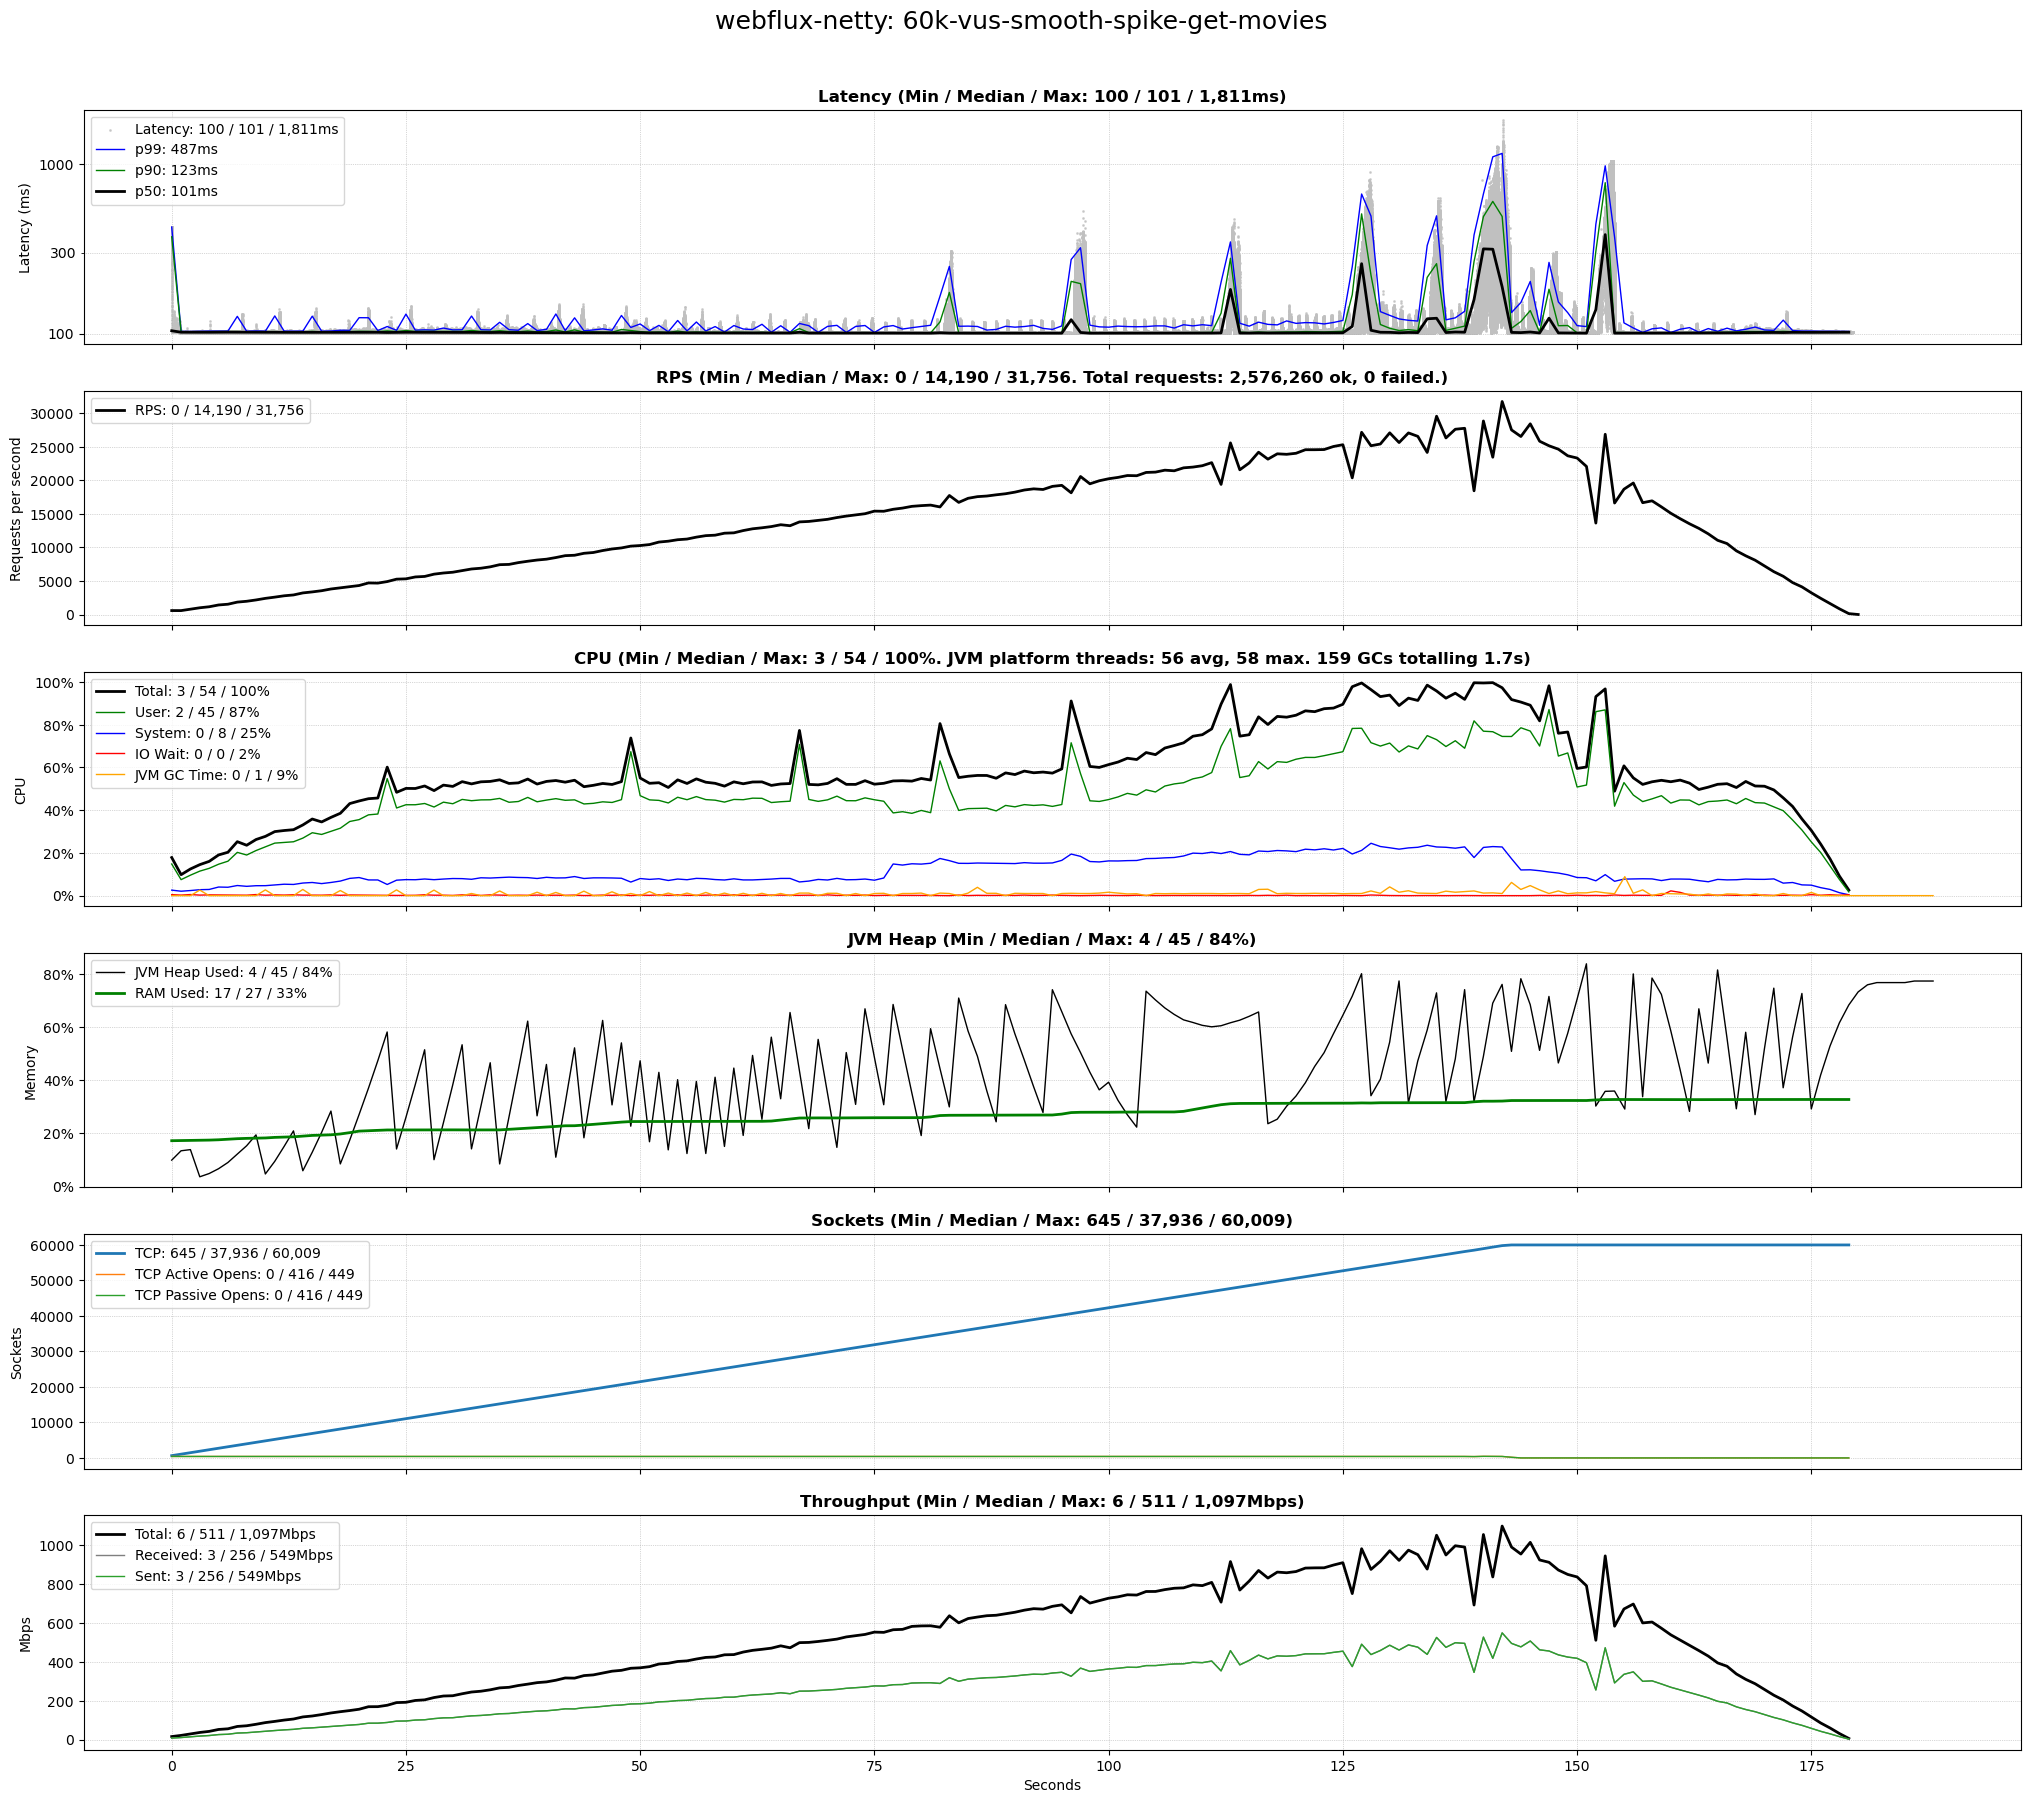 webflux-netty: 60k-vus-smooth-spike-get-movies
Latency (Min / Median / Max: 100 / 101 / 1,811ms)
Latency: 100 / 101 / 1,811ms
p99: 487ms
p90: 123ms
p50: 101ms
1000
300
100
Latency (ms)
RPS (Min / Median / Max: 0 / 14,190 / 31,756. Total requests: 2,576,260 ok, 0 failed.)
RPS: 0 / 14,190 / 31,756
30000
25000
20000
15000
10000
5000
0
Requests per second
CPU (Min / Median / Max: 3 / 54 / 100%. JVM platform threads: 56 avg, 58 max. 159 GCs totalling 1.7s)
Total: 3 / 54 / 100%
User: 2 / 45 / 87%
System: 0 / 8 / 25%
IO Wait: 0 / 0 / 2%
JVM GC Time: 0 / 1 / 9%
100%
80%
60%
40%
20%
0%
CPU
JVM Heap (Min / Median / Max: 4 / 45 / 84%)
JVM Heap Used: 4 / 45 / 84%
RAM Used: 17 / 27 / 33%
80%
60%
40%
20%
0%
Memory
Sockets (Min / Median / Max: 645 / 37,936 / 60,009)
TCP: 645 / 37,936 / 60,009
TCP Active Opens: 0 / 416 / 449
TCP Passive Opens: 0 / 416 / 449
60000
50000
40000
30000
20000
10000
0
Sockets
Throughput (Min / Median / Max: 6 / 511 / 1,097Mbps)
Total: 6 / 511 / 1,097Mbps
Received: 3 / 256 / 549Mbps
Sent: 3 / 256 / 549Mbps
1000
800
600
400
200
0
Mbps
0 25 50 75 100 125 150 175
Seconds